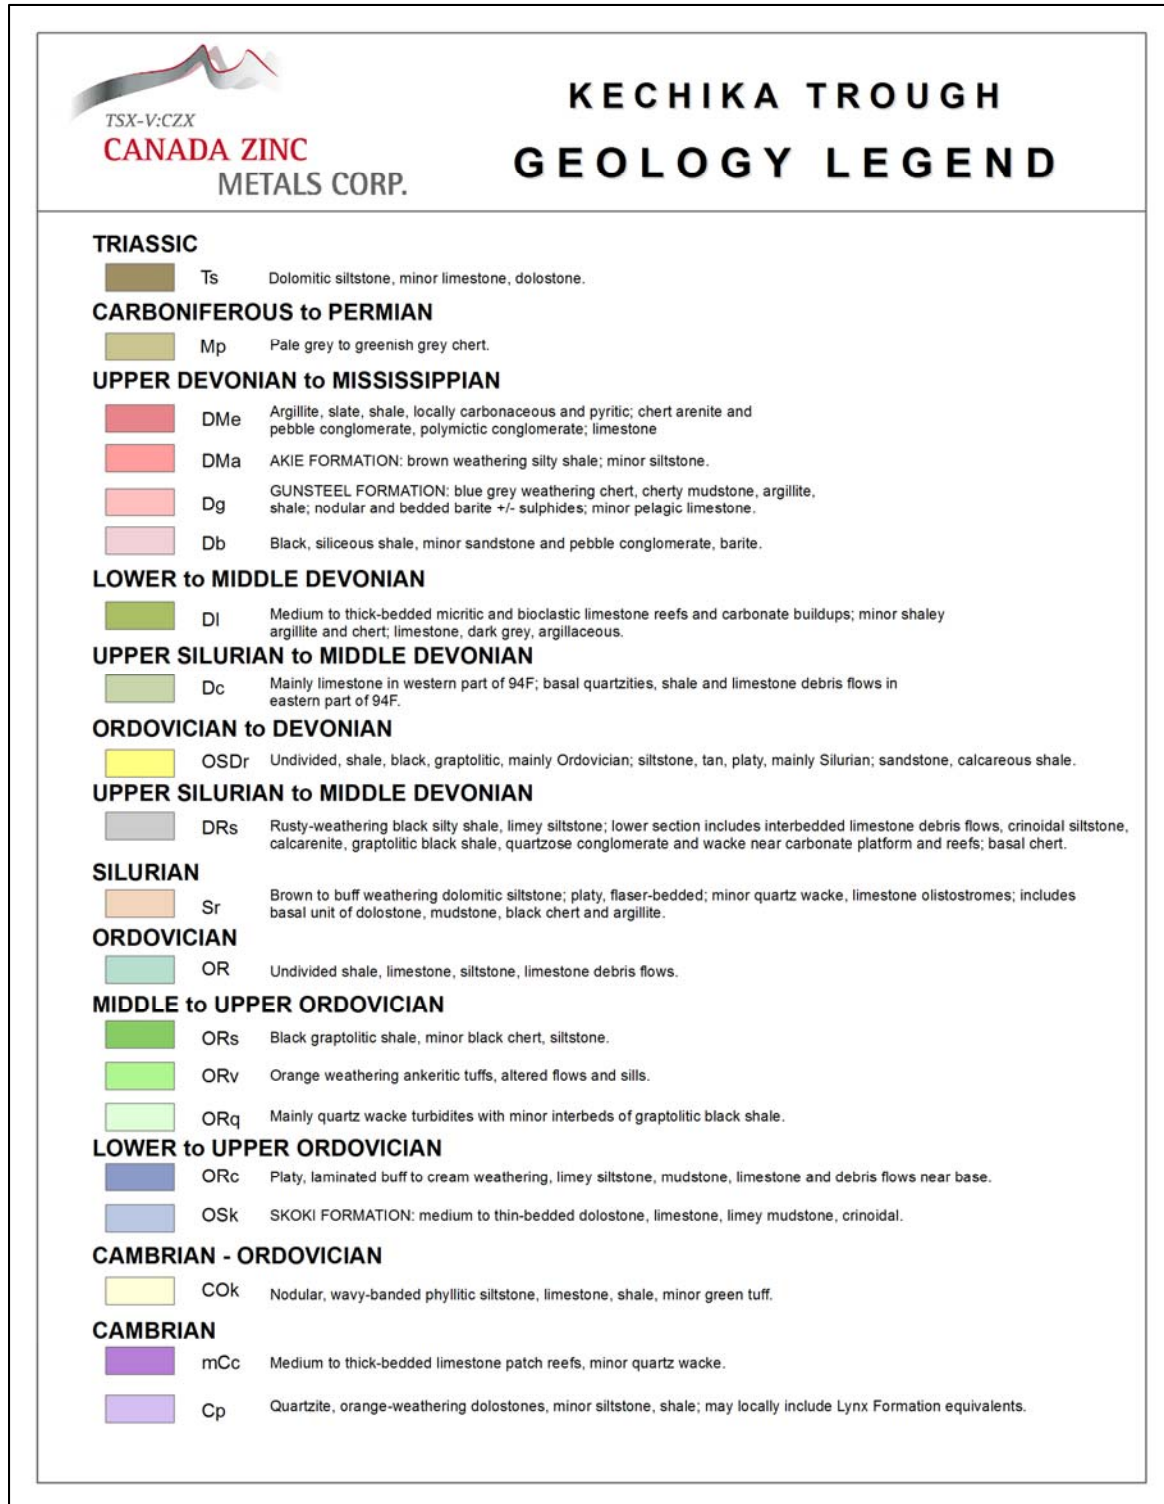 TSX-V:CZX
CANADA ZINC
METALS CORP.
KECHIKA TROUGH
GEOLOGY LEGEND
TRIASSIC
Ts Dolomitic siltstone, minor limestone, dolostone.
CARBONIFEROUS to PERMIAN
Mp Pale grey to greenish grey chert.
UPPER DEVONIAN to MISSISSIPPIAN
DMe Argillite, slate, shale, locally carbonaceous and pyritic; chert arenite and
pebble conglomerate, polymictic conglomerate; limestone
DMa AKIE FORMATION: brown weathering silty shale; minor siltstone.
Dg GUNSTEEL FORMATION: blue grey weathering chert, cherty mudstone, argillite,
shale; nodular and bedded barite +/- sulphides; minor pelagic limestone.
Db Black, siliceous shale, minor sandstone and pebble conglomerate, barite.
LOWER to MIDDLE DEVONIAN
Dl Medium to thick-bedded micritic and bioclastic limestone reefs and carbonate buildups; minor shaley
argillite and chert; limestone, dark grey, argillaceous.
UPPER SILURIAN to MIDDLE DEVONIAN
Dc Mainly limestone in western part of 94F; basal quartzities, shale and limestone debris flows in
eastern part of 94F.
ORDOVICIAN to DEVONIAN
OSDr Undivided, shale, black, graptolitic, mainly Ordovician; siltstone, tan, platy, mainly Silurian; sandstone, calcareous shale.
UPPER SILURIAN to MIDDLE DEVONIAN
DRs Rusty-weathering black silty shale, limey siltstone; lower section includes interbedded limestone debris flows, crinoidal siltstone,
calcarenite, graptolitic black shale, quartzose conglomerate and wacke near carbonate platform and reefs; basal chert.
SILURIAN
Sr Brown to buff weathering dolomitic siltstone; platy, flaser-bedded; minor quartz wacke, limestone olistostromes; includes
basal unit of dolostone, mudstone, black chert and argillite.
ORDOVICIAN
OR Undivided shale, limestone, siltstone, limestone debris flows.
MIDDLE to UPPER ORDOVICIAN
ORs Black graptolitic shale, minor black chert, siltstone.
ORv Orange weathering ankeritic tuffs, altered flows and sills.
ORq Mainly quartz wacke turbidites with minor interbeds of graptolitic black shale.
LOWER to UPPER ORDOVICIAN
ORc Platy, laminated buff to cream weathering, limey siltstone, mudstone, limestone and debris flows near base.
OSk SKOKI FORMATION: medium to thin-bedded dolostone, limestone, limey mudstone, crinoidal.
CAMBRIAN - ORDOVICIAN
COk Nodular, wavy-banded phyllitic siltstone, limestone, shale, minor green tuff.
CAMBRIAN
mCc Medium to thick-bedded limestone patch reefs, minor quartz wacke.
Cp Quartzite, orange-weathering dolostones, minor siltstone, shale; may locally include Lynx Formation equivalents.